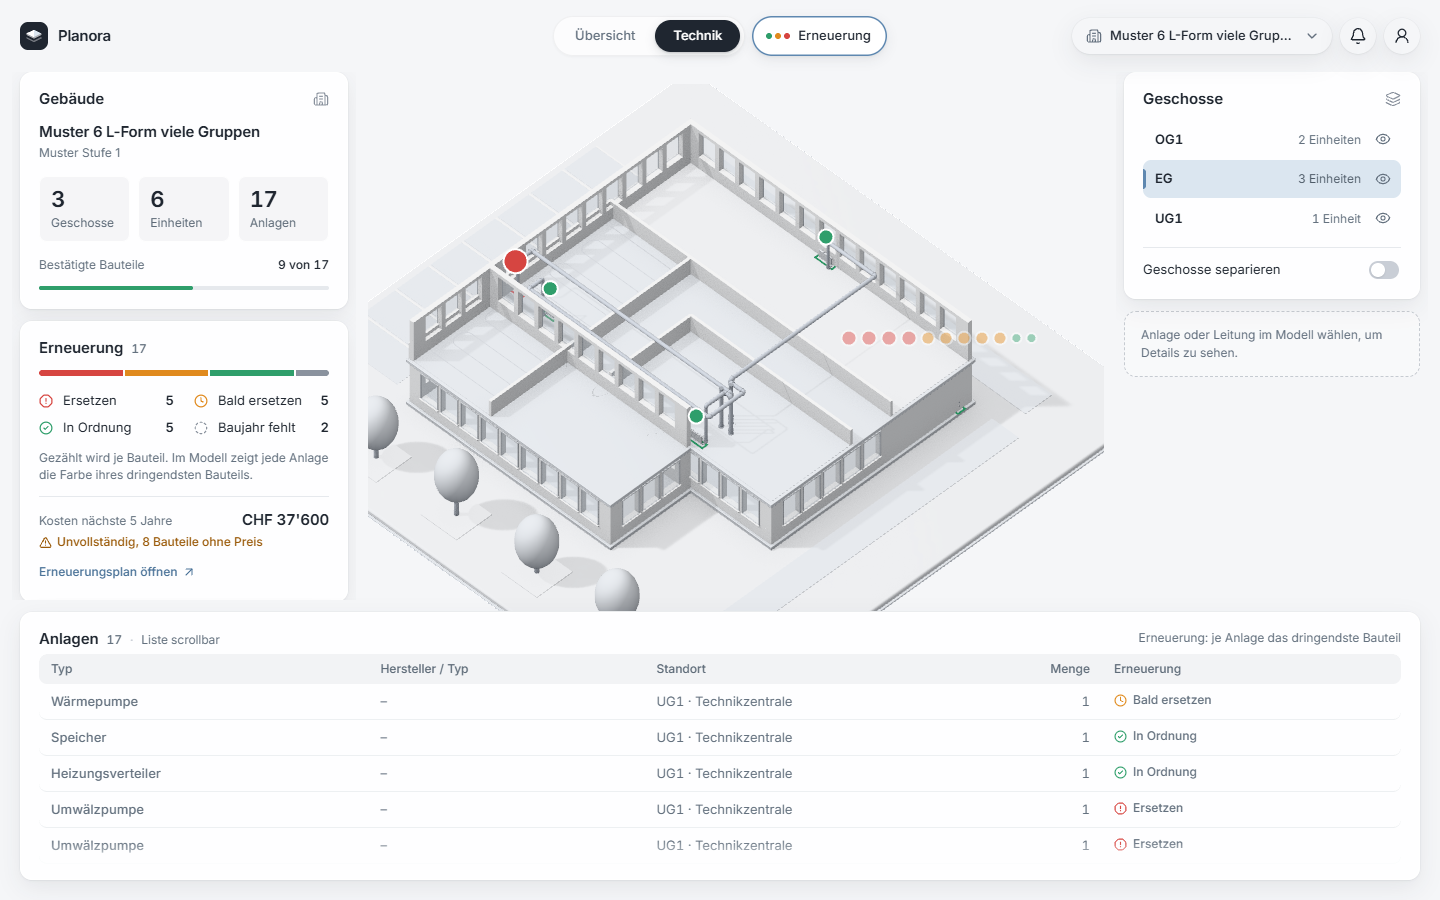 Planora
Übersicht
Technik
Erneuerung
Muster 6 L-Form viele Grup...
Gebäude
Muster 6 L-Form viele Gruppen
Muster Stufe 1
3 Geschosse
6 Einheiten
17 Anlagen
Bestätigte Bauteile 9 von 17
Erneuerung 17
Ersetzen 5 Bald ersetzen 5
In Ordnung 5 Baujahr fehlt 2
Gezählt wird je Bauteil. Im Modell zeigt jede Anlage
die Farbe ihres dringendsten Bauteils.
Kosten nächste 5 Jahre CHF 37'600
Unvollständig, 8 Bauteile ohne Preis
Erneuerungsplan öffnen
Geschosse
OG1 2 Einheiten
EG 3 Einheiten
UG1 1 Einheit
Geschosse separieren
Anlage oder Leitung im Modell wählen, um
Details zu sehen.
Anlagen 17 · Liste scrollbar
Erneuerung: je Anlage das dringendste Bauteil
Typ Hersteller / Typ Standort Menge Erneuerung
Wärmepumpe – UG1 · Technikzentrale 1 Bald ersetzen
Speicher – UG1 · Technikzentrale 1 In Ordnung
Heizungsverteiler – UG1 · Technikzentrale 1 In Ordnung
Umwälzpumpe – UG1 · Technikzentrale 1 Ersetzen
Umwälzpumpe – UG1 · Technikzentrale 1 Ersetzen